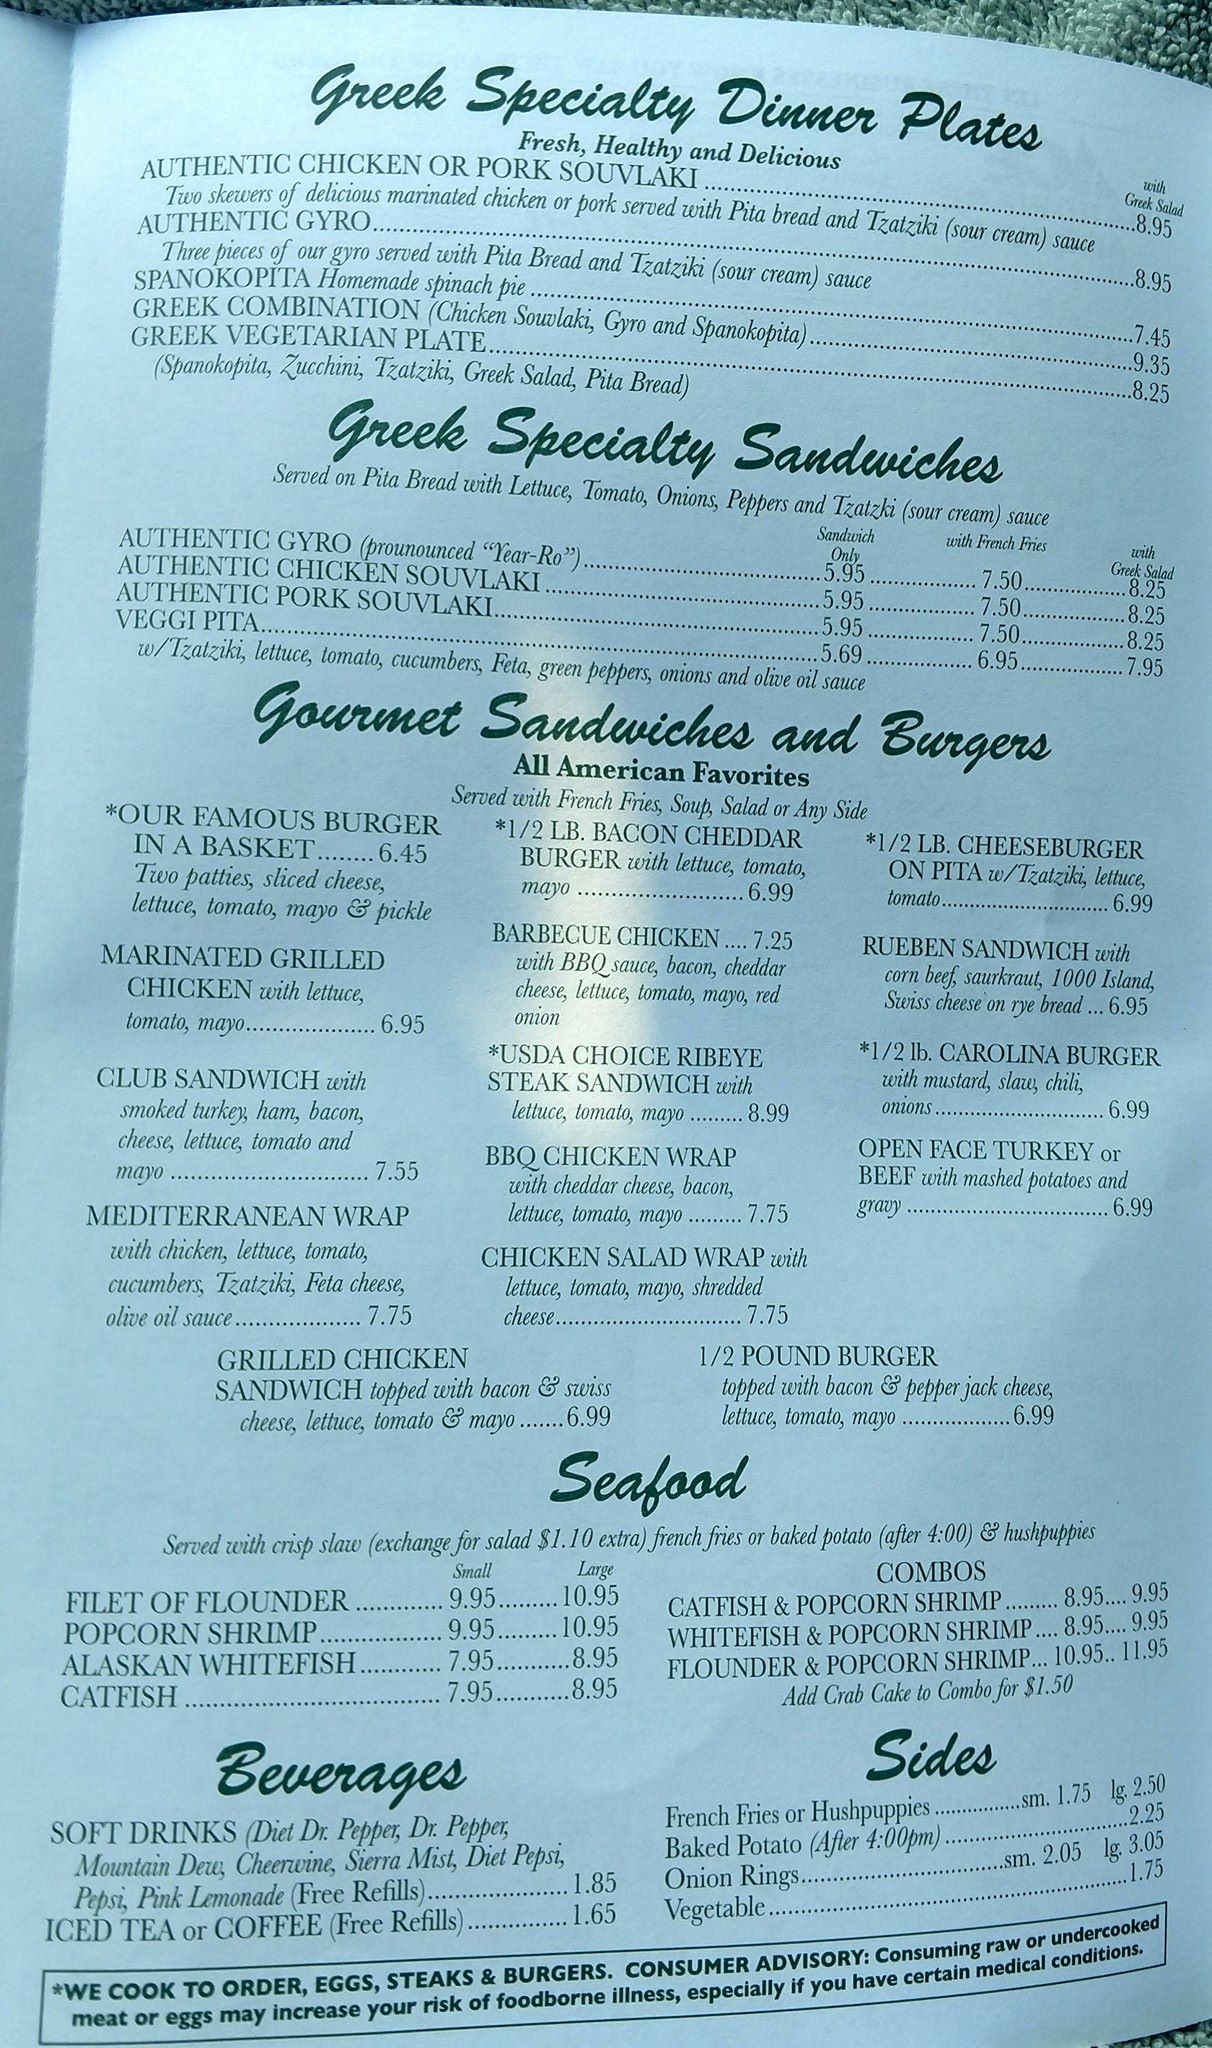 Greek Specialty Dinner Plates
Fresh, Healthy and Delicious
with
Greek Salad
AUTHENTIC CHICKEN OR PORK SOUVLAKI ........ 8.95
Two skewers of delicious marinated chicken or pork served with Pita bread and Tzatziki (sour cream) sauce
AUTHENTIC GYRO ........ 8.95
Three pieces of our gyro served with Pita Bread and Tzatziki (sour cream) sauce
SPANOKOPITA Homemade spinach pie ........ 7.45
GREEK COMBINATION (Chicken Souvlaki, Gyro and Spanokopita) ........ 9.35
GREEK VEGETARIAN PLATE ........ 8.25
(Spanokopita, Zucchini, Tzatziki, Greek Salad, Pita Bread)
Greek Specialty Sandwiches
Served on Pita Bread with Lettuce, Tomato, Onions, Peppers and Tzatzki (sour cream) sauce
Sandwich Only with French Fries with Greek Salad
AUTHENTIC GYRO (prounounced "Year-Ro") ........ 5.95 ........ 7.50 ........ 8.25
AUTHENTIC CHICKEN SOUVLAKI ........ 5.95 ........ 7.50 ........ 8.25
AUTHENTIC PORK SOUVLAKI ........ 5.95 ........ 7.50 ........ 8.25
VEGGI PITA ........ 5.69 ........ 6.95 ........ 7.95
w/Tzatziki, lettuce, tomato, cucumbers, Feta, green peppers, onions and olive oil sauce
Gourmet Sandwiches and Burgers
All American Favorites
Served with French Fries, Soup, Salad or Any Side
*OUR FAMOUS BURGER
IN A BASKET ........ 6.45
Two patties, sliced cheese,
lettuce, tomato, mayo & pickle
MARINATED GRILLED
CHICKEN with lettuce,
tomato, mayo ........ 6.95
CLUB SANDWICH with
smoked turkey, ham, bacon,
cheese, lettuce, tomato and
mayo ........ 7.55
MEDITERRANEAN WRAP
with chicken, lettuce, tomato,
cucumbers, Tzatziki, Feta cheese,
olive oil sauce ........ 7.75
*1/2 LB. BACON CHEDDAR
BURGER with lettuce, tomato,
mayo ........ 6.99
BARBECUE CHICKEN .... 7.25
with BBQ sauce, bacon, cheddar
cheese, lettuce, tomato, mayo, red
onion
*USDA CHOICE RIBEYE
STEAK SANDWICH with
lettuce, tomato, mayo ........ 8.99
BBQ CHICKEN WRAP
with cheddar cheese, bacon,
lettuce, tomato, mayo ........ 7.75
CHICKEN SALAD WRAP with
lettuce, tomato, mayo, shredded
cheese ........ 7.75
*1/2 LB. CHEESEBURGER
ON PITA w/Tzatziki, lettuce,
tomato ........ 6.99
RUEBEN SANDWICH with
corn beef, saurkraut, 1000 Island,
Swiss cheese on rye bread ... 6.95
*1/2 lb. CAROLINA BURGER
with mustard, slaw, chili,
onions ........ 6.99
OPEN FACE TURKEY or
BEEF with mashed potatoes and
gravy ........ 6.99
GRILLED CHICKEN
SANDWICH topped with bacon & swiss
cheese, lettuce, tomato & mayo ....... 6.99
1/2 POUND BURGER
topped with bacon & pepper jack cheese,
lettuce, tomato, mayo ........ 6.99
Seafood
Served with crisp slaw (exchange for salad $1.10 extra) french fries or baked potato (after 4:00) & hushpuppies
Small Large
FILET OF FLOUNDER ........ 9.95 ........ 10.95
POPCORN SHRIMP ........ 9.95 ........ 10.95
ALASKAN WHITEFISH ........ 7.95 ........ 8.95
CATFISH ........ 7.95 ........ 8.95
COMBOS
CATFISH & POPCORN SHRIMP ........ 8.95.... 9.95
WHITEFISH & POPCORN SHRIMP .... 8.95.... 9.95
FLOUNDER & POPCORN SHRIMP... 10.95.. 11.95
Add Crab Cake to Combo for $1.50
Beverages
SOFT DRINKS (Diet Dr. Pepper, Dr. Pepper,
Mountain Dew, Cheerwine, Sierra Mist, Diet Pepsi,
Pepsi, Pink Lemonade (Free Refills) ........ 1.85
ICED TEA or COFFEE (Free Refills) ........ 1.65
Sides
French Fries or Hushpuppies ........ sm. 1.75 lg. 2.50
Baked Potato (After 4:00pm) ........ 2.25
Onion Rings ........ sm. 2.05 lg. 3.05
Vegetable ........ 1.75
*WE COOK TO ORDER, EGGS, STEAKS & BURGERS. CONSUMER ADVISORY: Consuming raw or undercooked
meat or eggs may increase your risk of foodborne illness, especially if you have certain medical conditions.